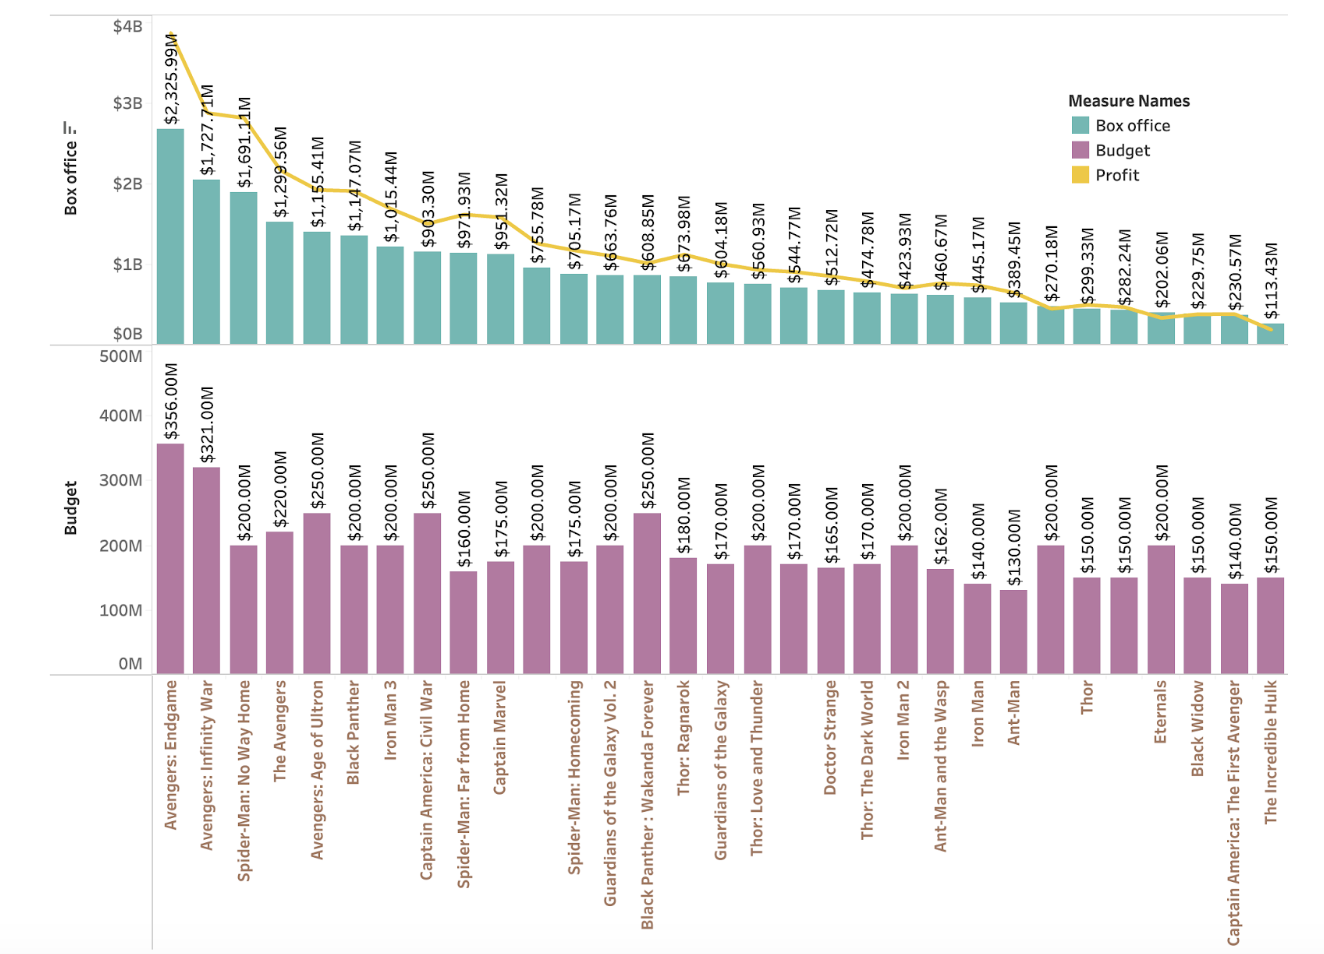 $4B
$3B
$2B
$1B
$0B
Box office
$2,325.99M
$1,727.71M
$1,691.11M
$1,299.56M
$1,155.41M
$1,147.07M
$1,015.44M
$903.30M
$971.93M
$951.32M
$755.78M
$705.17M
$663.76M
$608.85M
$673.98M
$604.18M
$560.93M
$544.77M
$512.72M
$474.78M
$423.93M
$460.67M
$445.17M
$389.45M
$270.18M
$299.33M
$282.24M
$202.06M
$229.75M
$230.57M
$113.43M
Measure Names
Box office
Budget
Profit
500M
400M
300M
200M
100M
0M
Budget
$356.00M
$321.00M
$200.00M
$220.00M
$250.00M
$200.00M
$200.00M
$250.00M
$160.00M
$175.00M
$200.00M
$175.00M
$200.00M
$250.00M
$180.00M
$170.00M
$200.00M
$170.00M
$165.00M
$170.00M
$200.00M
$162.00M
$140.00M
$130.00M
$200.00M
$150.00M
$150.00M
$200.00M
$150.00M
$140.00M
$150.00M
Avengers: Endgame
Avengers: Infinity War
Spider-Man: No Way Home
The Avengers
Avengers: Age of Ultron
Black Panther
Iron Man 3
Captain America: Civil War
Spider-Man: Far from Home
Captain Marvel
Spider-Man: Homecoming
Guardians of the Galaxy Vol. 2
Black Panther : Wakanda Forever
Thor: Ragnarok
Guardians of the Galaxy
Thor: Love and Thunder
Doctor Strange
Thor: The Dark World
Iron Man 2
Ant-Man and the Wasp
Iron Man
Ant-Man
Thor
Eternals
Black Widow
Captain America: The First Avenger
The Incredible Hulk